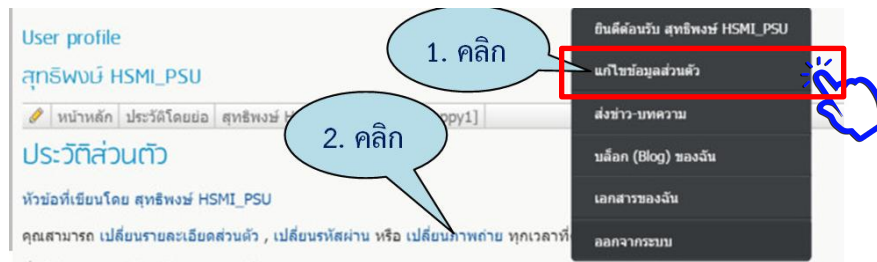 User profile
สุทธิพงษ์ HSMI_PSU
หน้าหลัก ประวัติโดยย่อ สุทธิพงษ์ ppy1]
ประวัติส่วนตัว
หัวข้อที่เขียนโดย สุทธิพงษ์ HSMI_PSU
คุณสามารถ เปลี่ยนรายละเอียดส่วนตัว , เปลี่ยนรหัสผ่าน หรือ เปลี่ยนภาพถ่าย ทุกเวลาที่
1. คลิก
2. คลิก
ยินดีต้อนรับ สุทธิพงษ์ HSMI_PSU
แก้ไขข้อมูลส่วนตัว
ส่งข่าว-บทความ
บล็อก (Blog) ของฉัน
เอกสารของฉัน
ออกจากระบบ